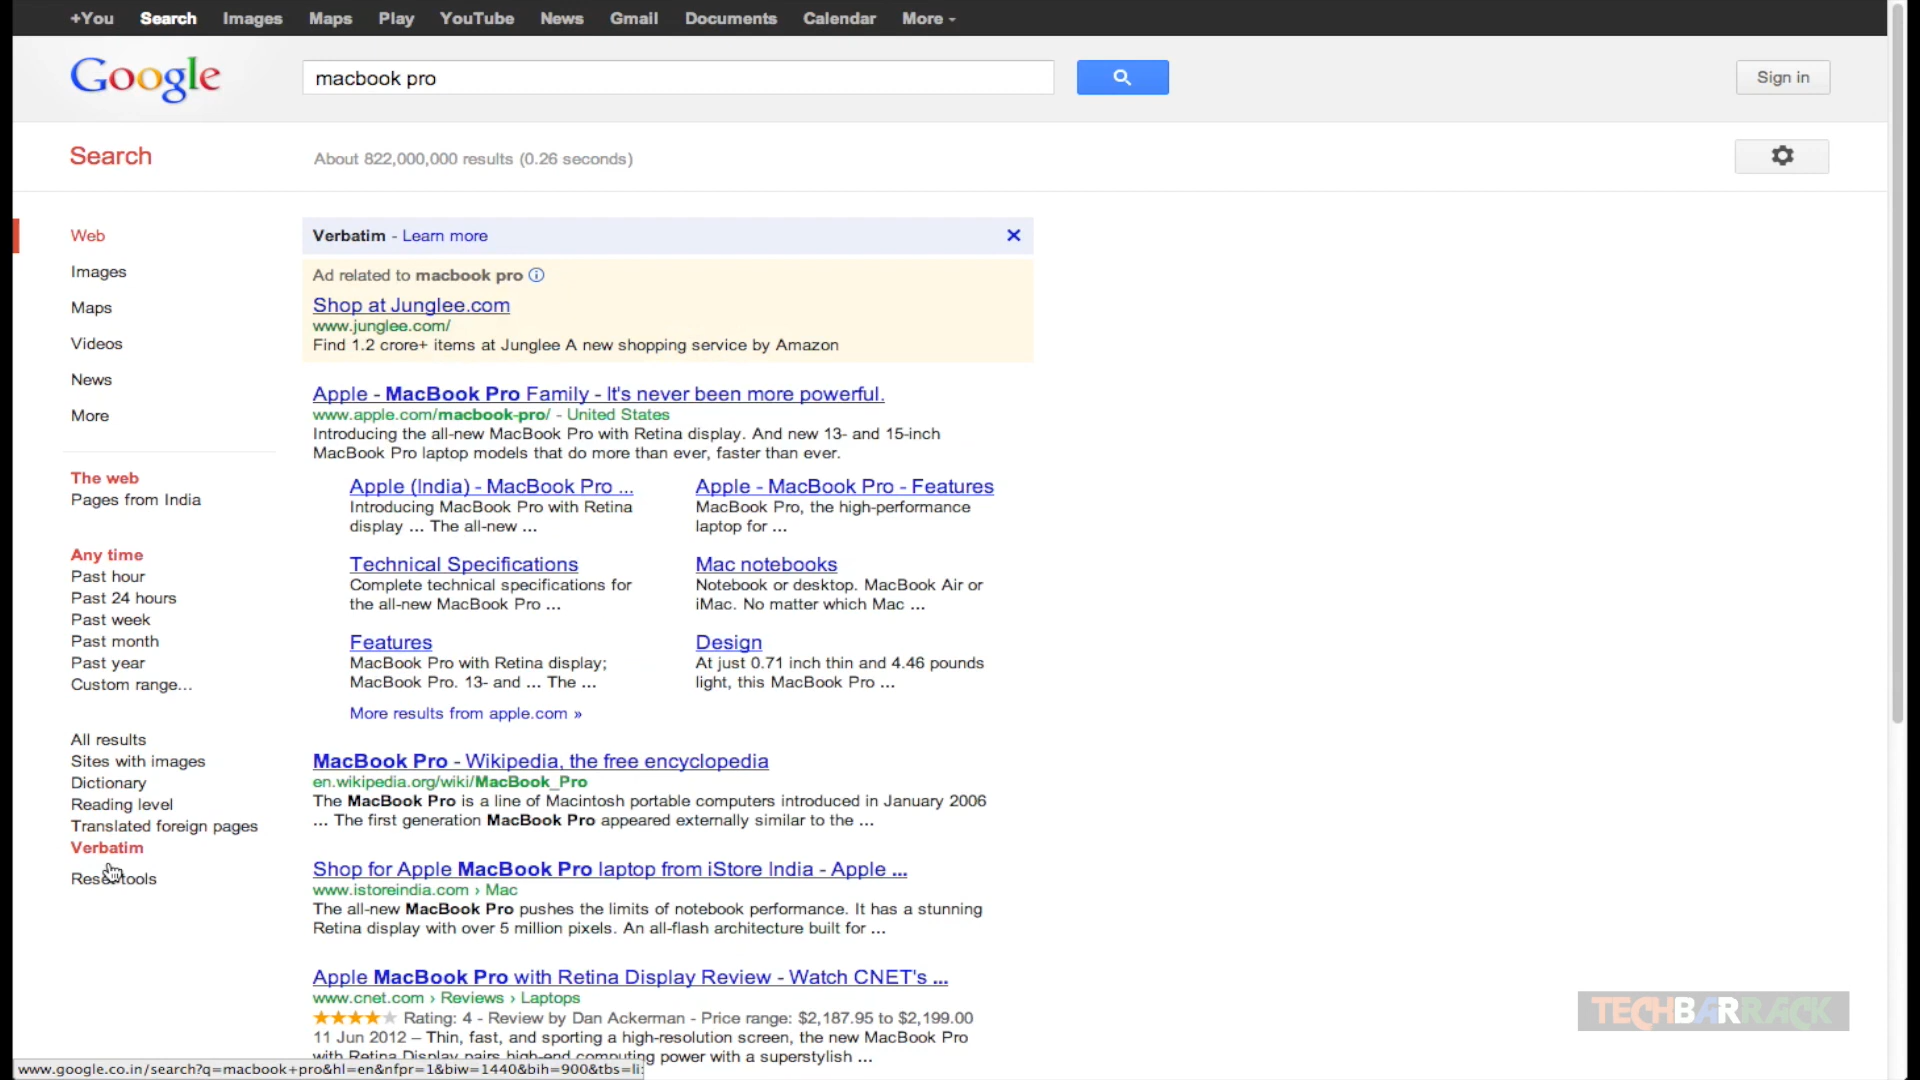 +You Search Images Maps Play YouTube News Gmail Documents Calendar More
Google
macbook pro
Sign in
Search
About 822,000,000 results (0.26 seconds)
Web
Images
Maps
Videos
News
More
The web
Pages from India
Any time
Past hour
Past 24 hours
Past week
Past month
Past year
Custom range...
All results
Sites with images
Dictionary
Reading level
Translated foreign pages
Verbatim
Reset tools
Verbatim - Learn more
Ad related to macbook pro
Shop at Junglee.com
www.junglee.com/
Find 1.2 crore+ items at Junglee A new shopping service by Amazon
Apple - MacBook Pro Family - It's never been more powerful.
www.apple.com/macbook-pro/ - United States
Introducing the all-new MacBook Pro with Retina display. And new 13- and 15-inch
MacBook Pro laptop models that do more than ever, faster than ever.
Apple (India) - MacBook Pro ...
Introducing MacBook Pro with Retina
display ... The all-new ...
Apple - MacBook Pro - Features
MacBook Pro, the high-performance
laptop for ...
Technical Specifications
Complete technical specifications for
the all-new MacBook Pro ...
Mac notebooks
Notebook or desktop. MacBook Air or
iMac. No matter which Mac ...
Features
MacBook Pro with Retina display;
MacBook Pro. 13- and ... The ...
Design
At just 0.71 inch thin and 4.46 pounds
light, this MacBook Pro ...
More results from apple.com »
MacBook Pro - Wikipedia, the free encyclopedia
en.wikipedia.org/wiki/MacBook_Pro
The MacBook Pro is a line of Macintosh portable computers introduced in January 2006
... The first generation MacBook Pro appeared externally similar to the ...
Shop for Apple MacBook Pro laptop from iStore India - Apple ...
www.istoreindia.com › Mac
The all-new MacBook Pro pushes the limits of notebook performance. It has a stunning
Retina display with over 5 million pixels. An all-flash architecture built for ...
Apple MacBook Pro with Retina Display Review - Watch CNET's ...
www.cnet.com › Reviews › Laptops
Rating: 4 - Review by Dan Ackerman - Price range: $2,187.95 to $2,199.00
11 Jun 2012 – Thin, fast, and sporting a high-resolution screen, the new MacBook Pro
with Retina Display pairs high-end computing power with a superstylish ...
www.google.co.in/search?q=macbook+pro&hl=en&nfpr=1&biw=1440&bih=900&tbs=li:
TECHBARRACK